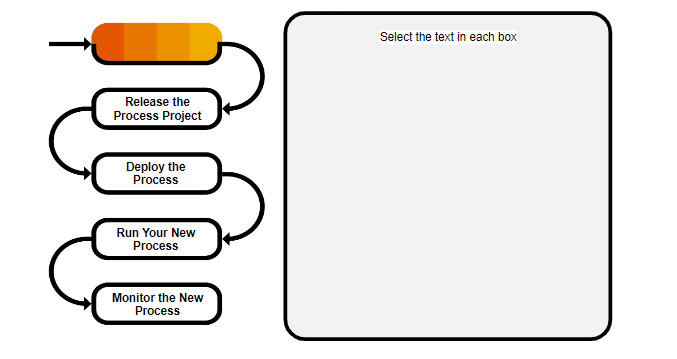 Select the text in each box
Release the
Process Project
Deploy the
Process
Run Your New
Process
Monitor the New
Process